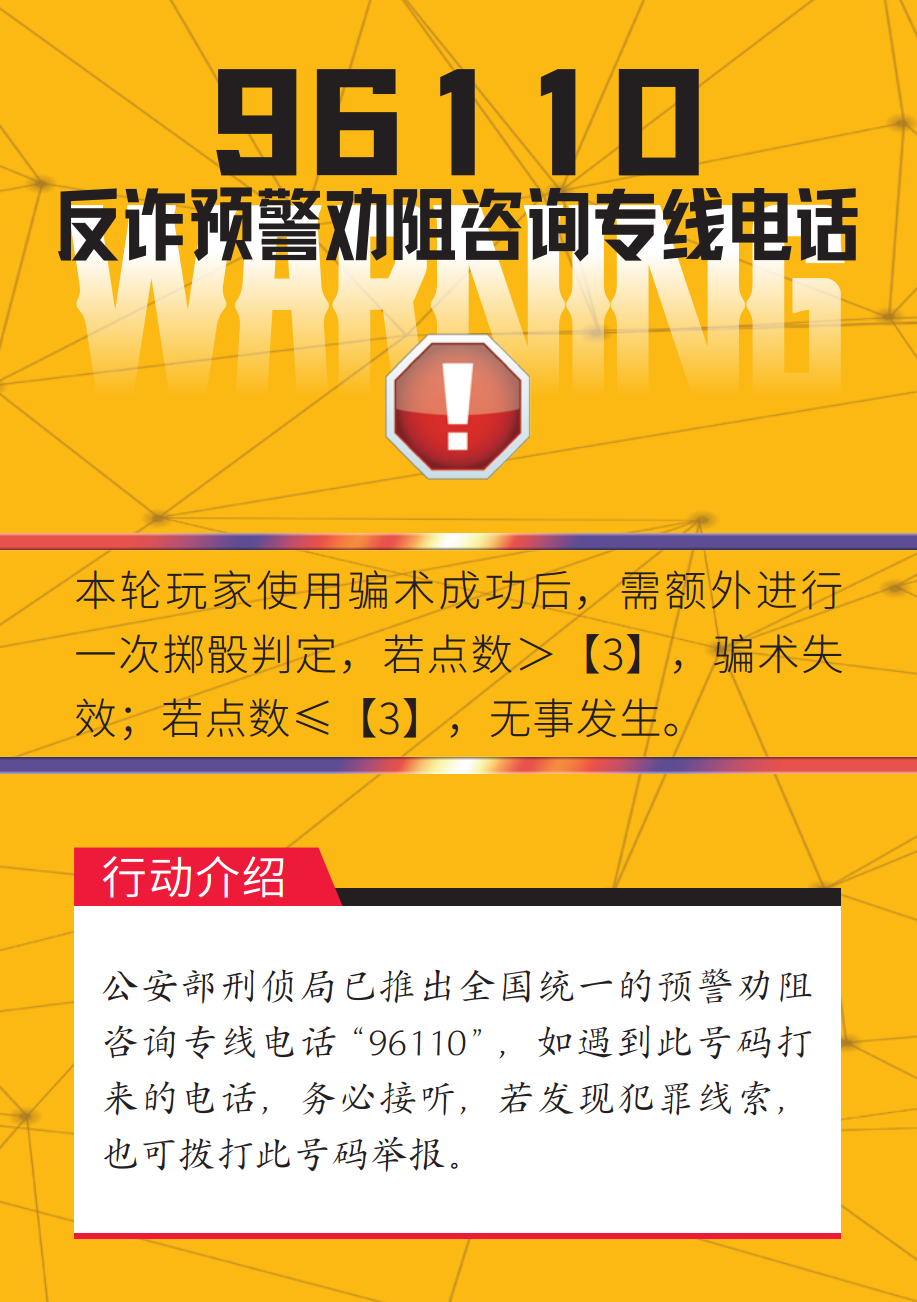 96110
反诈预警劝阻咨询专线电话
WARNING
!
本轮玩家使用骗术成功后，需额外进行
一次掷骰判定，若点数＞【3】，骗术失
效；若点数≤【3】，无事发生。
行动介绍
公安部刑侦局已推出全国统一的预警劝阻
咨询专线电话“96110”，如遇到此号码打
来的电话，务必接听，若发现犯罪线索，
也可拨打此号码举报。